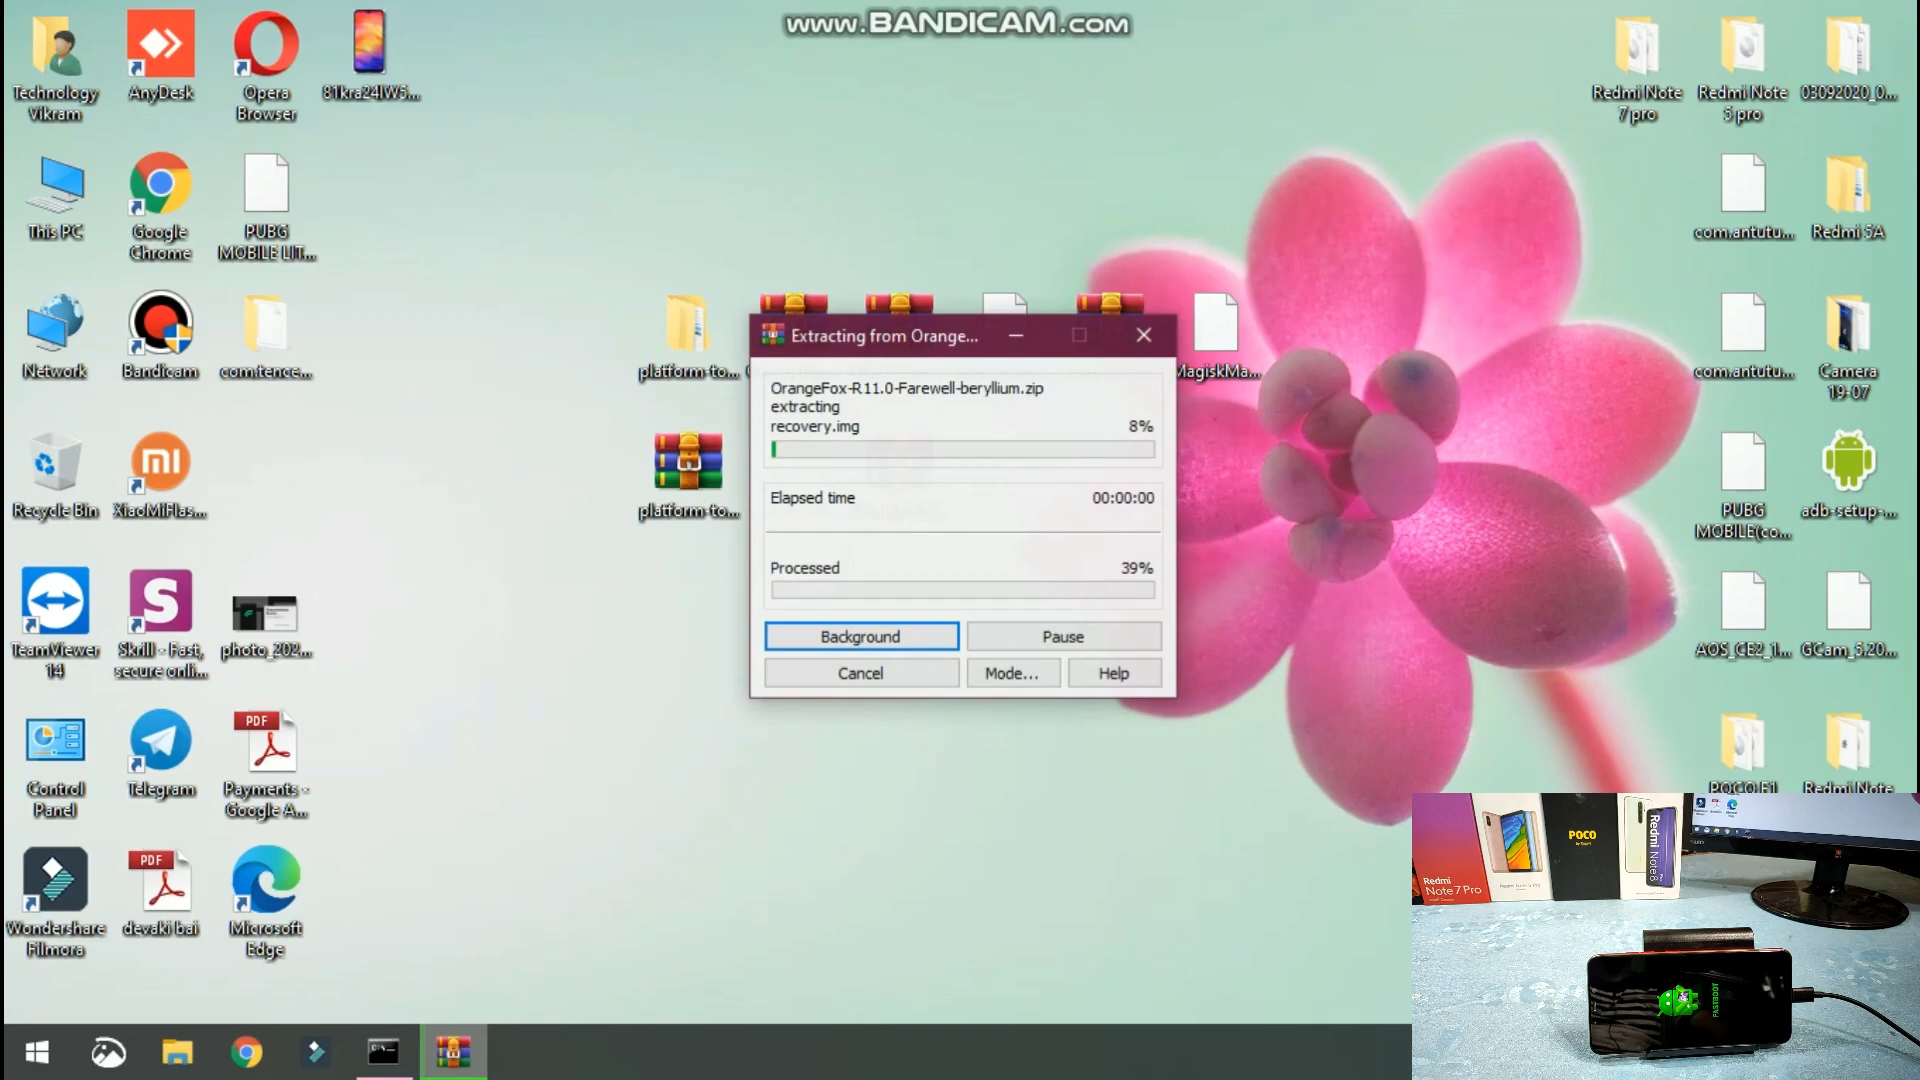 www.BANDICAM.com
Technology
Vikram
AnyDesk
Opera
Browser
81kra24lW5...
Redmi Note
7 pro
Redmi Note
5 pro
03092020_0...
This PC
Google
Chrome
PUBG
MOBILE LIT...
com.antutu...
Redmi 5A
Network
Bandicam
com.tence...
platform-to...
MagiskMa...
com.antutu...
Camera
19-07
Extracting from Orange...
OrangeFox-R11.0-Farewell-beryllium.zip
extracting
recovery.img
8%
Elapsed time
00:00:00
Processed
39%
Background
Pause
Cancel
Mode...
Help
Recycle Bin
XiaoMiFlas...
platform-to...
PUBG
MOBILE(co...
adb-setup-...
TeamViewer
14
Skrill - Fast,
secure onli...
photo_202...
AOS_CE2_1...
GCam_5.20...
Control
Panel
Telegram
PDF
Payments -
Google A...
POCO F1
Redmi Note
Wondershare
Filmora
PDF
devaki bai
Microsoft
Edge
Redmi
Note 7 Pro
POCO
Redmi Note 8
FASTBOOT